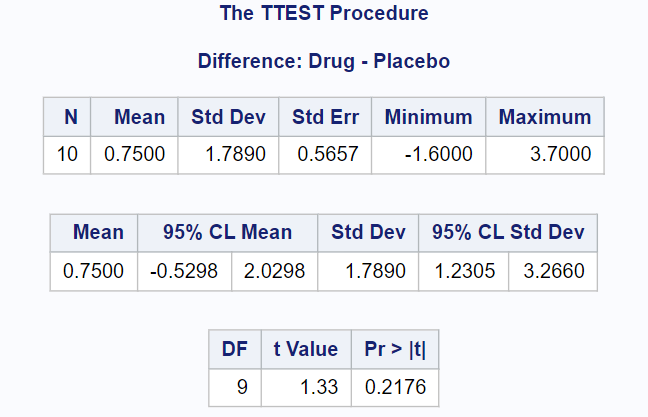 The TTEST Procedure
Difference: Drug - Placebo
N Mean Std Dev Std Err Minimum Maximum
10 0.7500 1.7890 0.5657 -1.6000 3.7000
Mean 95% CL Mean Std Dev 95% CL Std Dev
0.7500 -0.5298 2.0298 1.7890 1.2305 3.2660
DF t Value Pr > |t|
9 1.33 0.2176